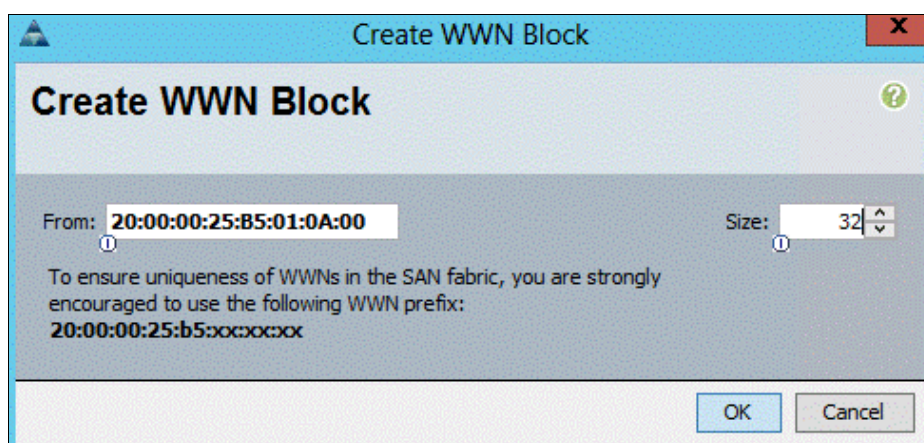 Create WWN Block
X
Create WWN Block
?
From: 20:00:00:25:B5:01:0A:00 Size: 32
To ensure uniqueness of WWNs in the SAN fabric, you are strongly
encouraged to use the following WWN prefix:
20:00:00:25:b5:xx:xx:xx
OK Cancel